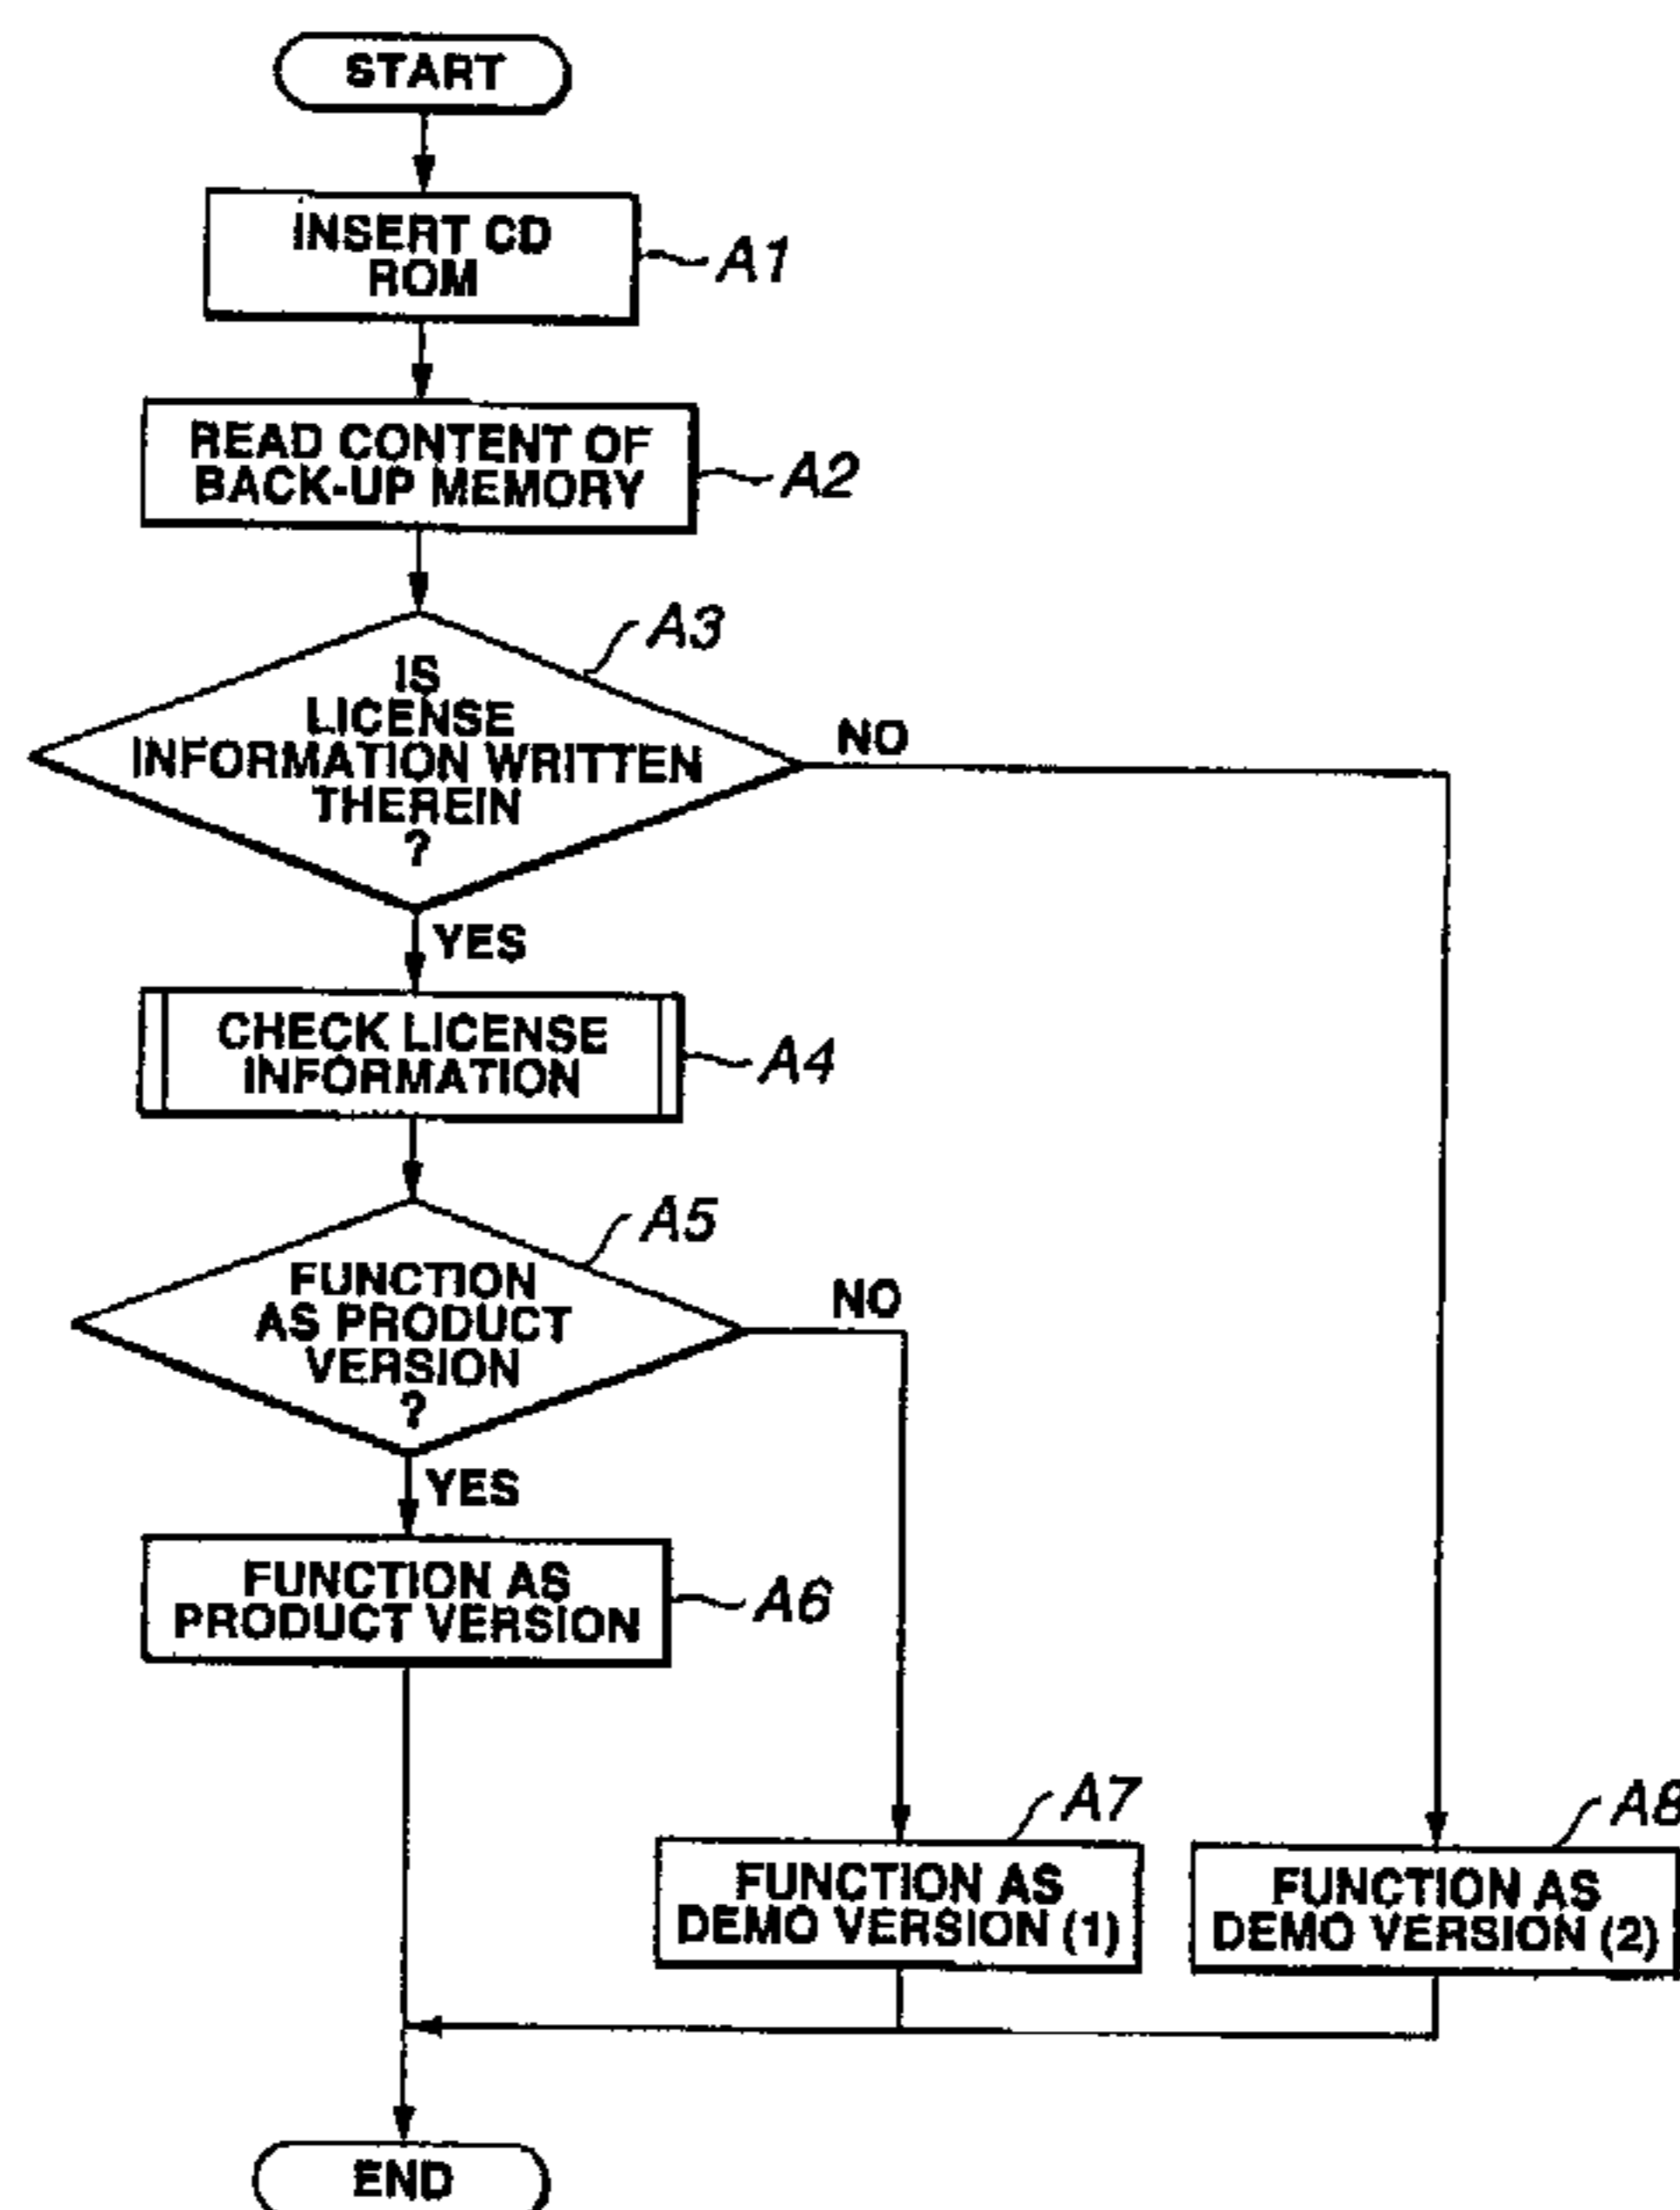 START
INSERT CD
ROM
A1
READ CONTENT OF
BACK-UP MEMORY
A2
A3
IS
LICENSE
INFORMATION WRITTEN
THEREIN
?
NO
YES
CHECK LICENSE
INFORMATION
A4
A5
FUNCTION
AS PRODUCT
VERSION
?
NO
YES
FUNCTION AS
PRODUCT VERSION
A6
A7
FUNCTION AS
DEMO VERSION (1)
A8
FUNCTION AS
DEMO VERSION (2)
END